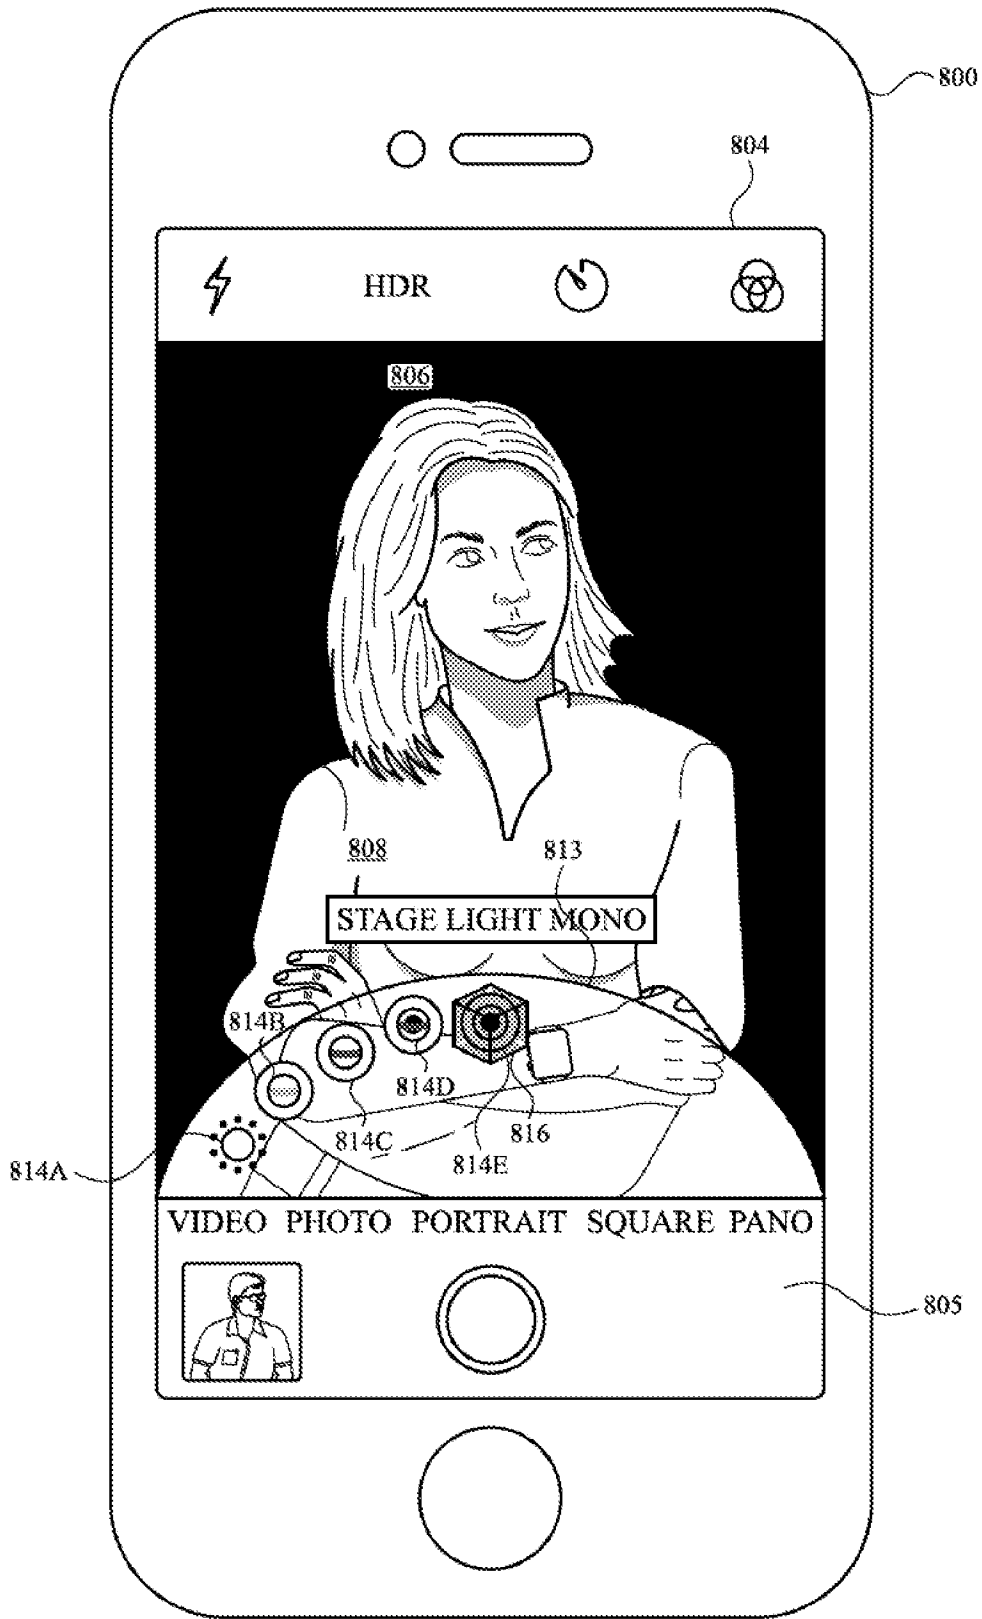 800
804
HDR
806
808
813
STAGE LIGHT MONO
814B
814D
814C
816
814E
814A
VIDEO PHOTO PORTRAIT SQUARE PANO
805